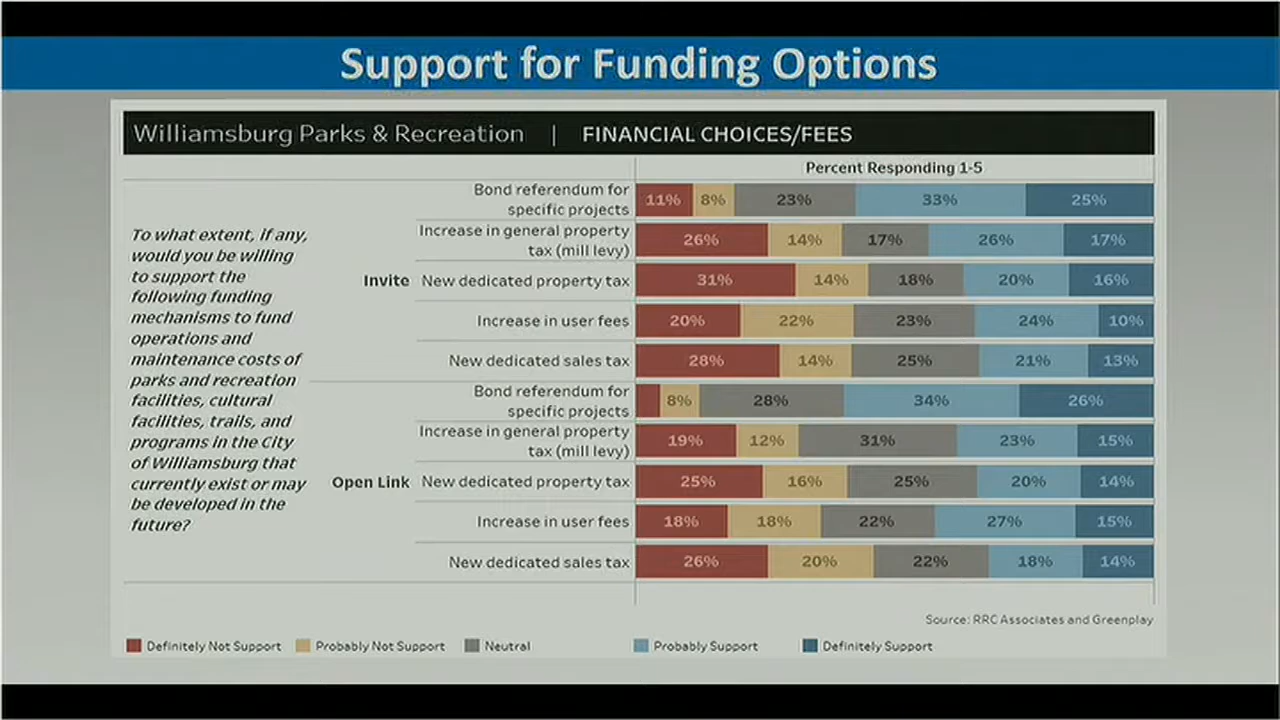 Support for Funding Options
Williamsburg Parks & Recreation | FINANCIAL CHOICES/FEES
Percent Responding 1-5
To what extent, if any,
would you be willing
to support the
following funding
mechanisms to fund
operations and
maintenance costs of
parks and recreation
facilities, cultural
facilities, trails, and
programs in the City
of Williamsburg that
currently exist or may
be developed in the
future?
Invite
Bond referendum for
specific projects
11% 8% 23% 33% 25%
Increase in general property
tax (mill levy)
26% 14% 17% 26% 17%
New dedicated property tax
31% 14% 18% 20% 16%
Increase in user fees
20% 22% 23% 24% 10%
New dedicated sales tax
28% 14% 25% 21% 13%
Open Link
Bond referendum for
specific projects
8% 28% 34% 26%
Increase in general property
tax (mill levy)
19% 12% 31% 23% 15%
New dedicated property tax
25% 16% 25% 20% 14%
Increase in user fees
18% 18% 22% 27% 15%
New dedicated sales tax
26% 20% 22% 18% 14%
Source: RRC Associates and Greenplay
Definitely Not Support
Probably Not Support
Neutral
Probably Support
Definitely Support